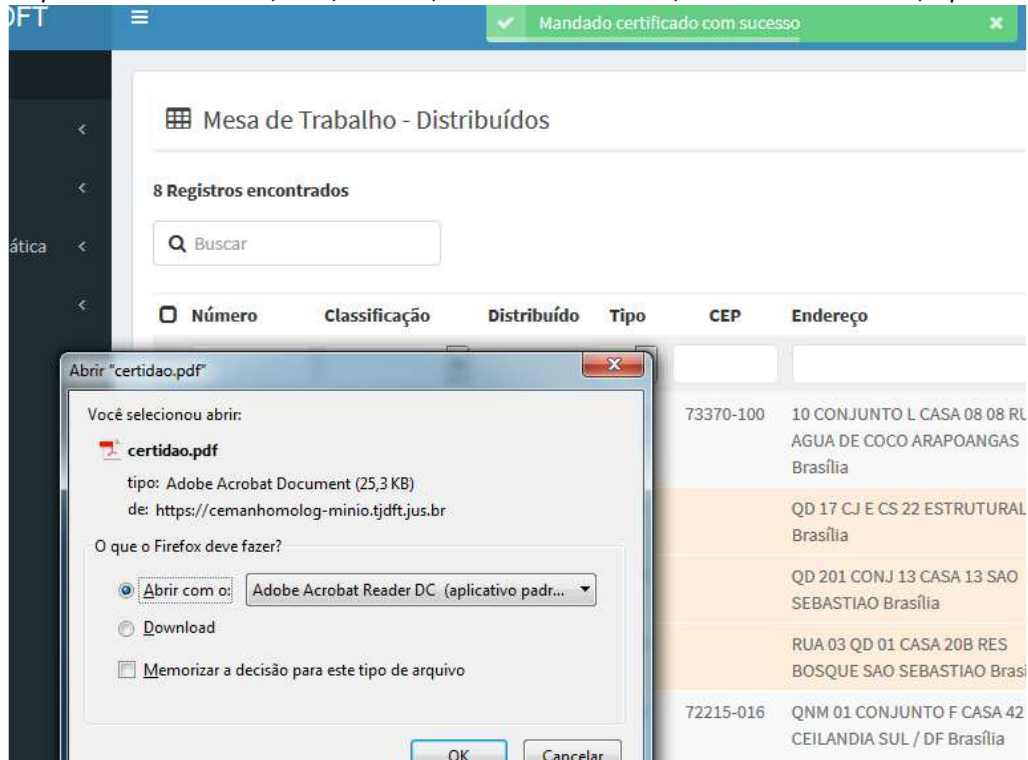 DFT
Mandado certificado com sucesso
Mesa de Trabalho - Distribuídos
8 Registros encontrados
ática
Buscar
Número Classificação Distribuído Tipo CEP Endereço
Abrir "certidao.pdf"
Você selecionou abrir:
certidao.pdf
tipo: Adobe Acrobat Document (25,3 KB)
de: https://cemanhomolog-minio.tjdft.jus.br
O que o Firefox deve fazer?
Abrir com o: Adobe Acrobat Reader DC (aplicativo padr...
Download
Memorizar a decisão para este tipo de arquivo
OK Cancelar
73370-100 10 CONJUNTO L CASA 08 08 RU
AGUA DE COCO ARAPOANGAS
Brasília
QD 17 CJ E CS 22 ESTRUTURAL
Brasília
QD 201 CONJ 13 CASA 13 SAO
SEBASTIAO Brasília
RUA 03 QD 01 CASA 20B RES
BOSQUE SAO SEBASTIAO Brasi
72215-016 QNM 01 CONJUNTO F CASA 42
CEILANDIA SUL / DF Brasília